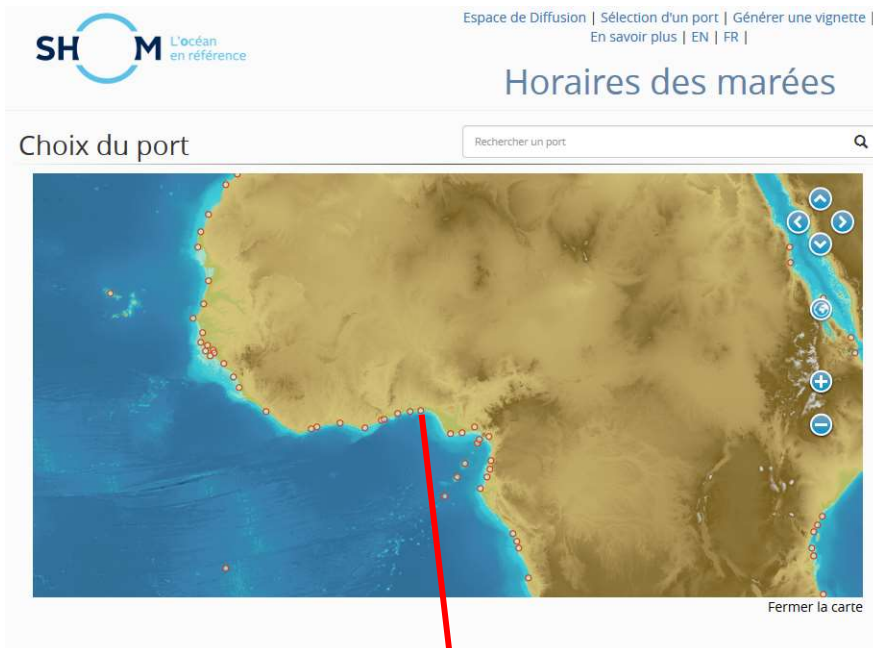 SHOM
L'océan
en référence
Espace de Diffusion | Sélection d'un port | Générer une vignette |
En savoir plus | EN | FR |
Horaires des marées
Choix du port
Rechercher un port
Fermer la carte